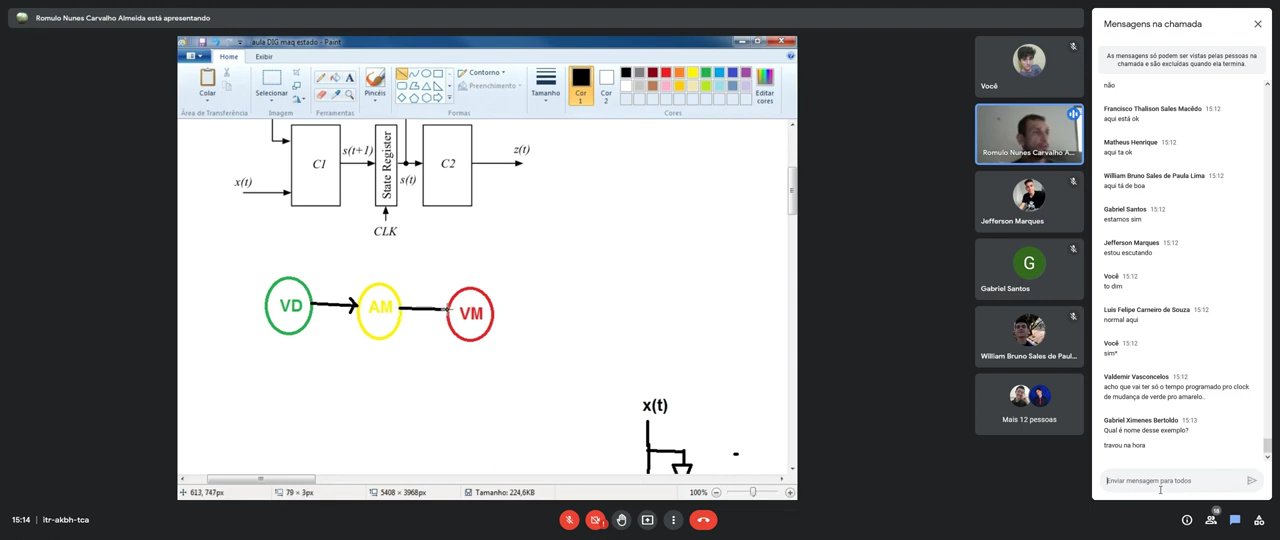 Romulo Nunes Carvalho Almeida está apresentando
aula DIG maq estado - Paint
Home
Exibir
Colar
Selecionar
Pincéis
Contorno
Preenchimento
Tamanho
Cor
1
Cor
2
Editar
cores
Área de Transferência
Imagem
Ferramentas
Formas
Cores
C1
s(t+1)
State Register
s(t)
C2
z(t)
x(t)
CLK
VD
AM
VM
x(t)
613, 747px
79 × 3px
5408 × 3968px
Tamanho: 224,6KB
100%
Você
Romulo Nunes Carvalho A...
Jefferson Marques
G
Gabriel Santos
William Bruno Sales de Paul...
Mais 12 pessoas
Mensagens na chamada
As mensagens só podem ser vistas pelas pessoas na
chamada e são excluídas quando ela termina.
não
Francisco Thalison Sales Macêdo 15:12
aqui está ok
Matheus Henrique 15:12
aqui ta ok
William Bruno Sales de Paula Lima 15:12
aqui tá de boa
Gabriel Santos 15:12
estamos sim
Jefferson Marques 15:12
estou escutando
Você 15:12
to dim
Luis Felipe Carneiro de Souza 15:12
normal aqui
Você 15:12
sim*
Valdemir Vasconcelos 15:12
acho que vai ter só o tempo programado pro clock
de mudança de verde pro amarelo..
Gabriel Ximenes Bertoldo 15:13
Qual é nome desse exemplo?
travou na hora
Enviar mensagem para todos
15:14 | itr-akbh-tca
18